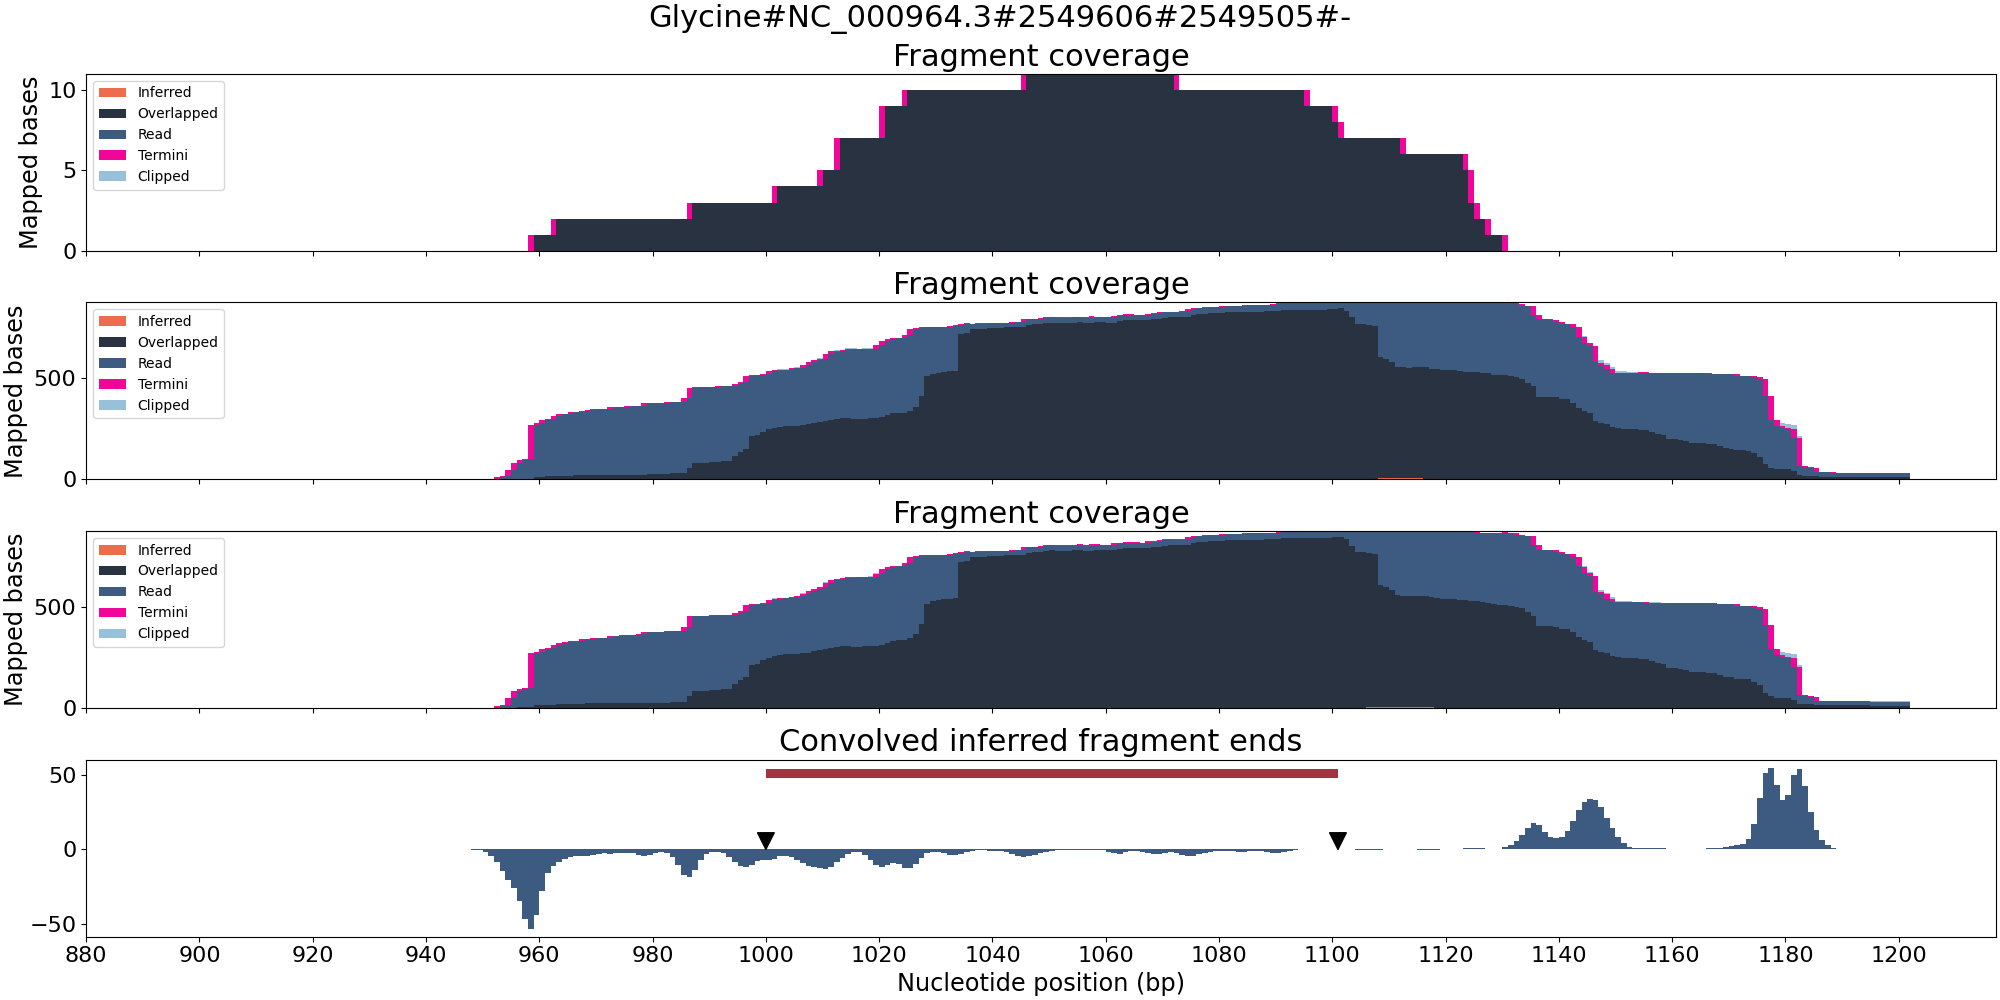 Glycine#NC_000964.3#2549606#2549505#-
Fragment coverage
Mapped bases
10
5
0
Inferred
Overlapped
Read
Termini
Clipped
Fragment coverage
Mapped bases
500
0
Inferred
Overlapped
Read
Termini
Clipped
Fragment coverage
Mapped bases
500
0
Inferred
Overlapped
Read
Termini
Clipped
Convolved inferred fragment ends
50
0
−50
880 900 920 940 960 980 1000 1020 1040 1060 1080 1100 1120 1140 1160 1180 1200
Nucleotide position (bp)